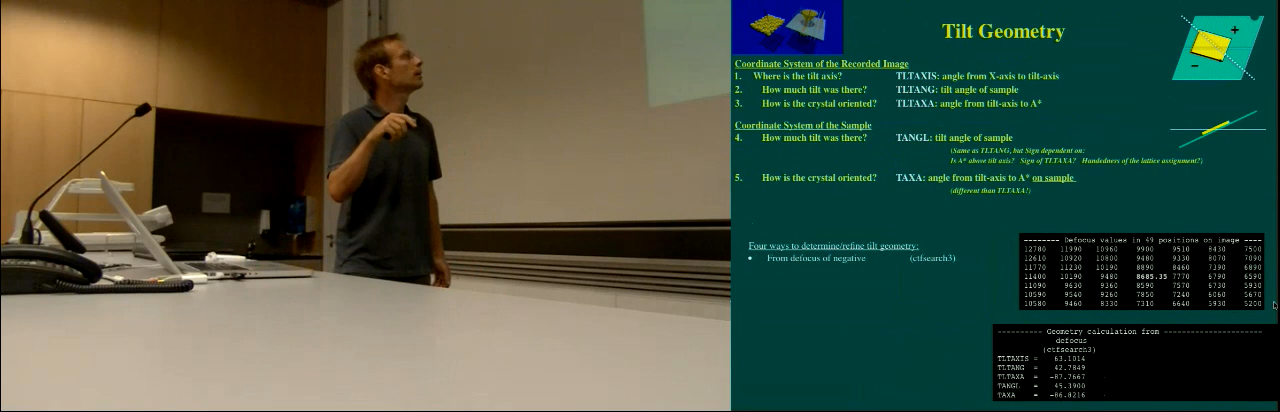 Tilt Geometry
+
−
Coordinate System of the Recorded Image
1. Where is the tilt axis? TLTAXIS: angle from X-axis to tilt-axis
2. How much tilt was there? TLTANG: tilt angle of sample
3. How is the crystal oriented? TLTAXA: angle from tilt-axis to A*
Coordinate System of the Sample
4. How much tilt was there? TANGL: tilt angle of sample
(Same as TLTANG, but Sign dependent on:
Is A* above tilt axis? Sign of TLTAXA? Handedness of the lattice assignment?)
5. How is the crystal oriented? TAXA: angle from tilt-axis to A* on sample
(different than TLTAXA!)
Four ways to determine/refine tilt geometry:
• From defocus of negative (ctfsearch3)
-------- Defocus values in 49 positions on image ----
12780 11990 10960 9900 9510 8430 7500
12610 10920 10800 9480 9330 8070 7090
11770 11230 10190 8890 8460 7390 6890
11400 10190 9480 8685.35 7770 6790 6590
11090 9630 9360 8590 7570 6730 5930
10590 9540 9260 7850 7240 6060 5670
10580 9460 8330 7310 6640 5930 5200
---------- Geometry calculation from ----------------------
defocus
(ctfsearch3)
TLTAXIS = 63.1014
TLTANG = 42.7849
TLTAXA = -87.7667
TANGL = 45.3900
TAXA = -86.8216